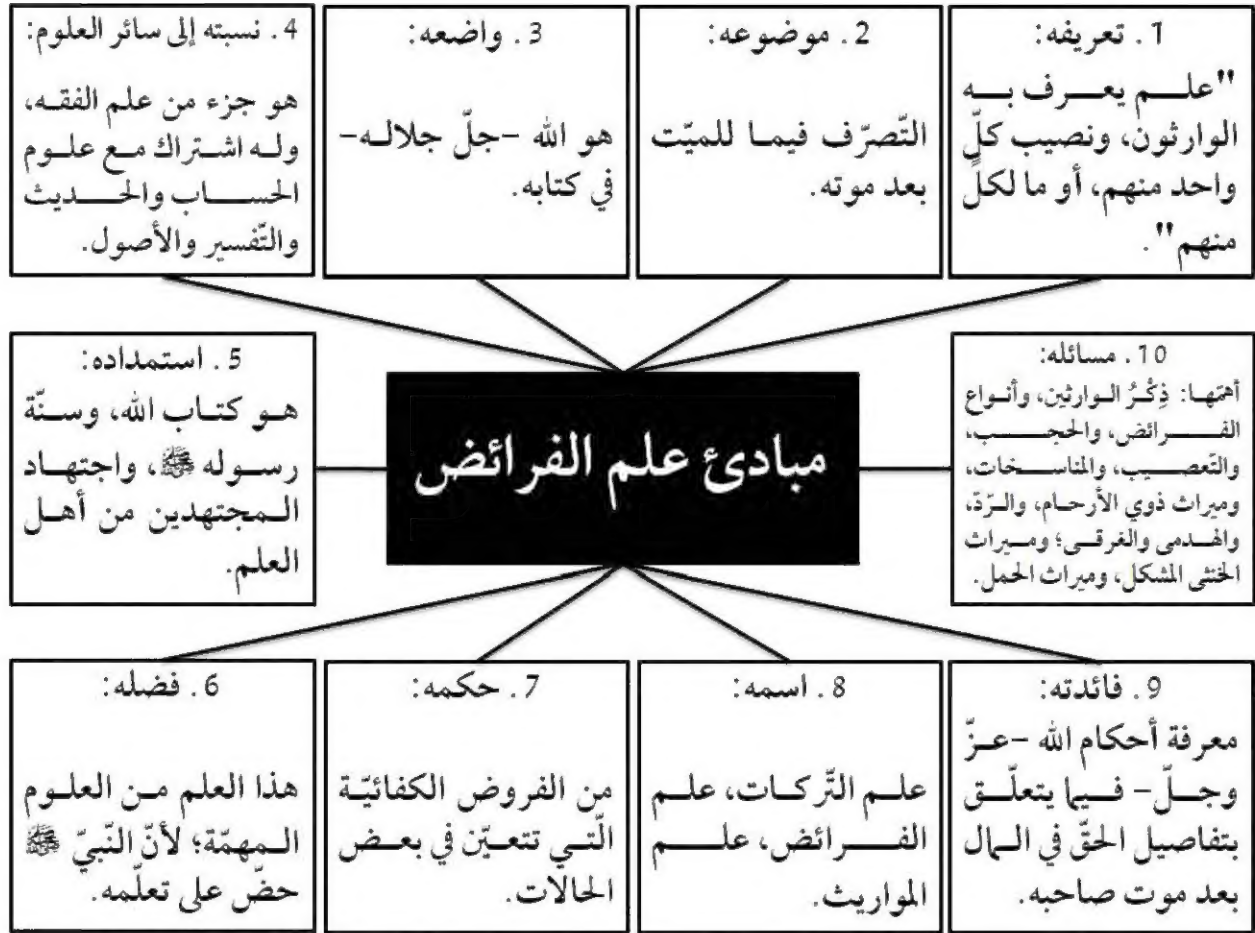 1. تعريفه:
"علم يعرف به
الوارثون، ونصيب كلّ
واحد منهم، أو ما لكلٍّ
منهم".
2. موضوعه:
التّصرّف فيما للميّت
بعد موته.
3. واضعه:
هو الله -جلّ جلاله-
في كتابه.
4. نسبته إلى سائر العلوم:
هو جزء من علم الفقه،
وله اشتراك مع علوم
الحساب والحديث
والتّفسير والأصول.
مبادئ علم الفرائض
5. استمداده:
هو كتاب الله، وسنّة
رسوله ﷺ، واجتهاد
المجتهدين من أهل
العلم.
6. فضله:
هذا العلم من العلوم
المهمّة؛ لأنّ النّبيّ ﷺ
حضّ على تعلّمه.
7. حكمه:
من الفروض الكفائيّة
الّتي تتعيّن في بعض
الحالات.
8. اسمه:
علم التّركات، علم
الفرائض، علم
المواريث.
9. فائدته:
معرفة أحكام الله -عزّ
وجلّ- فيما يتعلّق
بتفاصيل الحقّ في المال
بعد موت صاحبه.
10. مسائله:
أهمّها: ذِكْرُ الوارثين، وأنواع
الفرائض، والحجب،
والتّعصيب، والمناسخات،
وميراث ذوي الأرحام، والرّدّ،
والهدمى والغرقى؛ وميراث
الخنثى المشكل، وميراث الحمل.